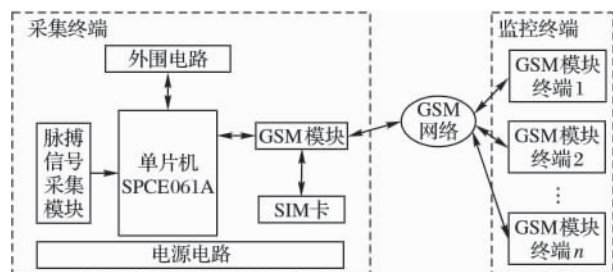 采集终端
外围电路
脉搏
信号
采集
模块
单片机
SPCE061A
GSM模块
SIM卡
电源电路
GSM
网络
监控终端
GSM模块
终端1
GSM模块
终端2
⋮
GSM模块
终端n